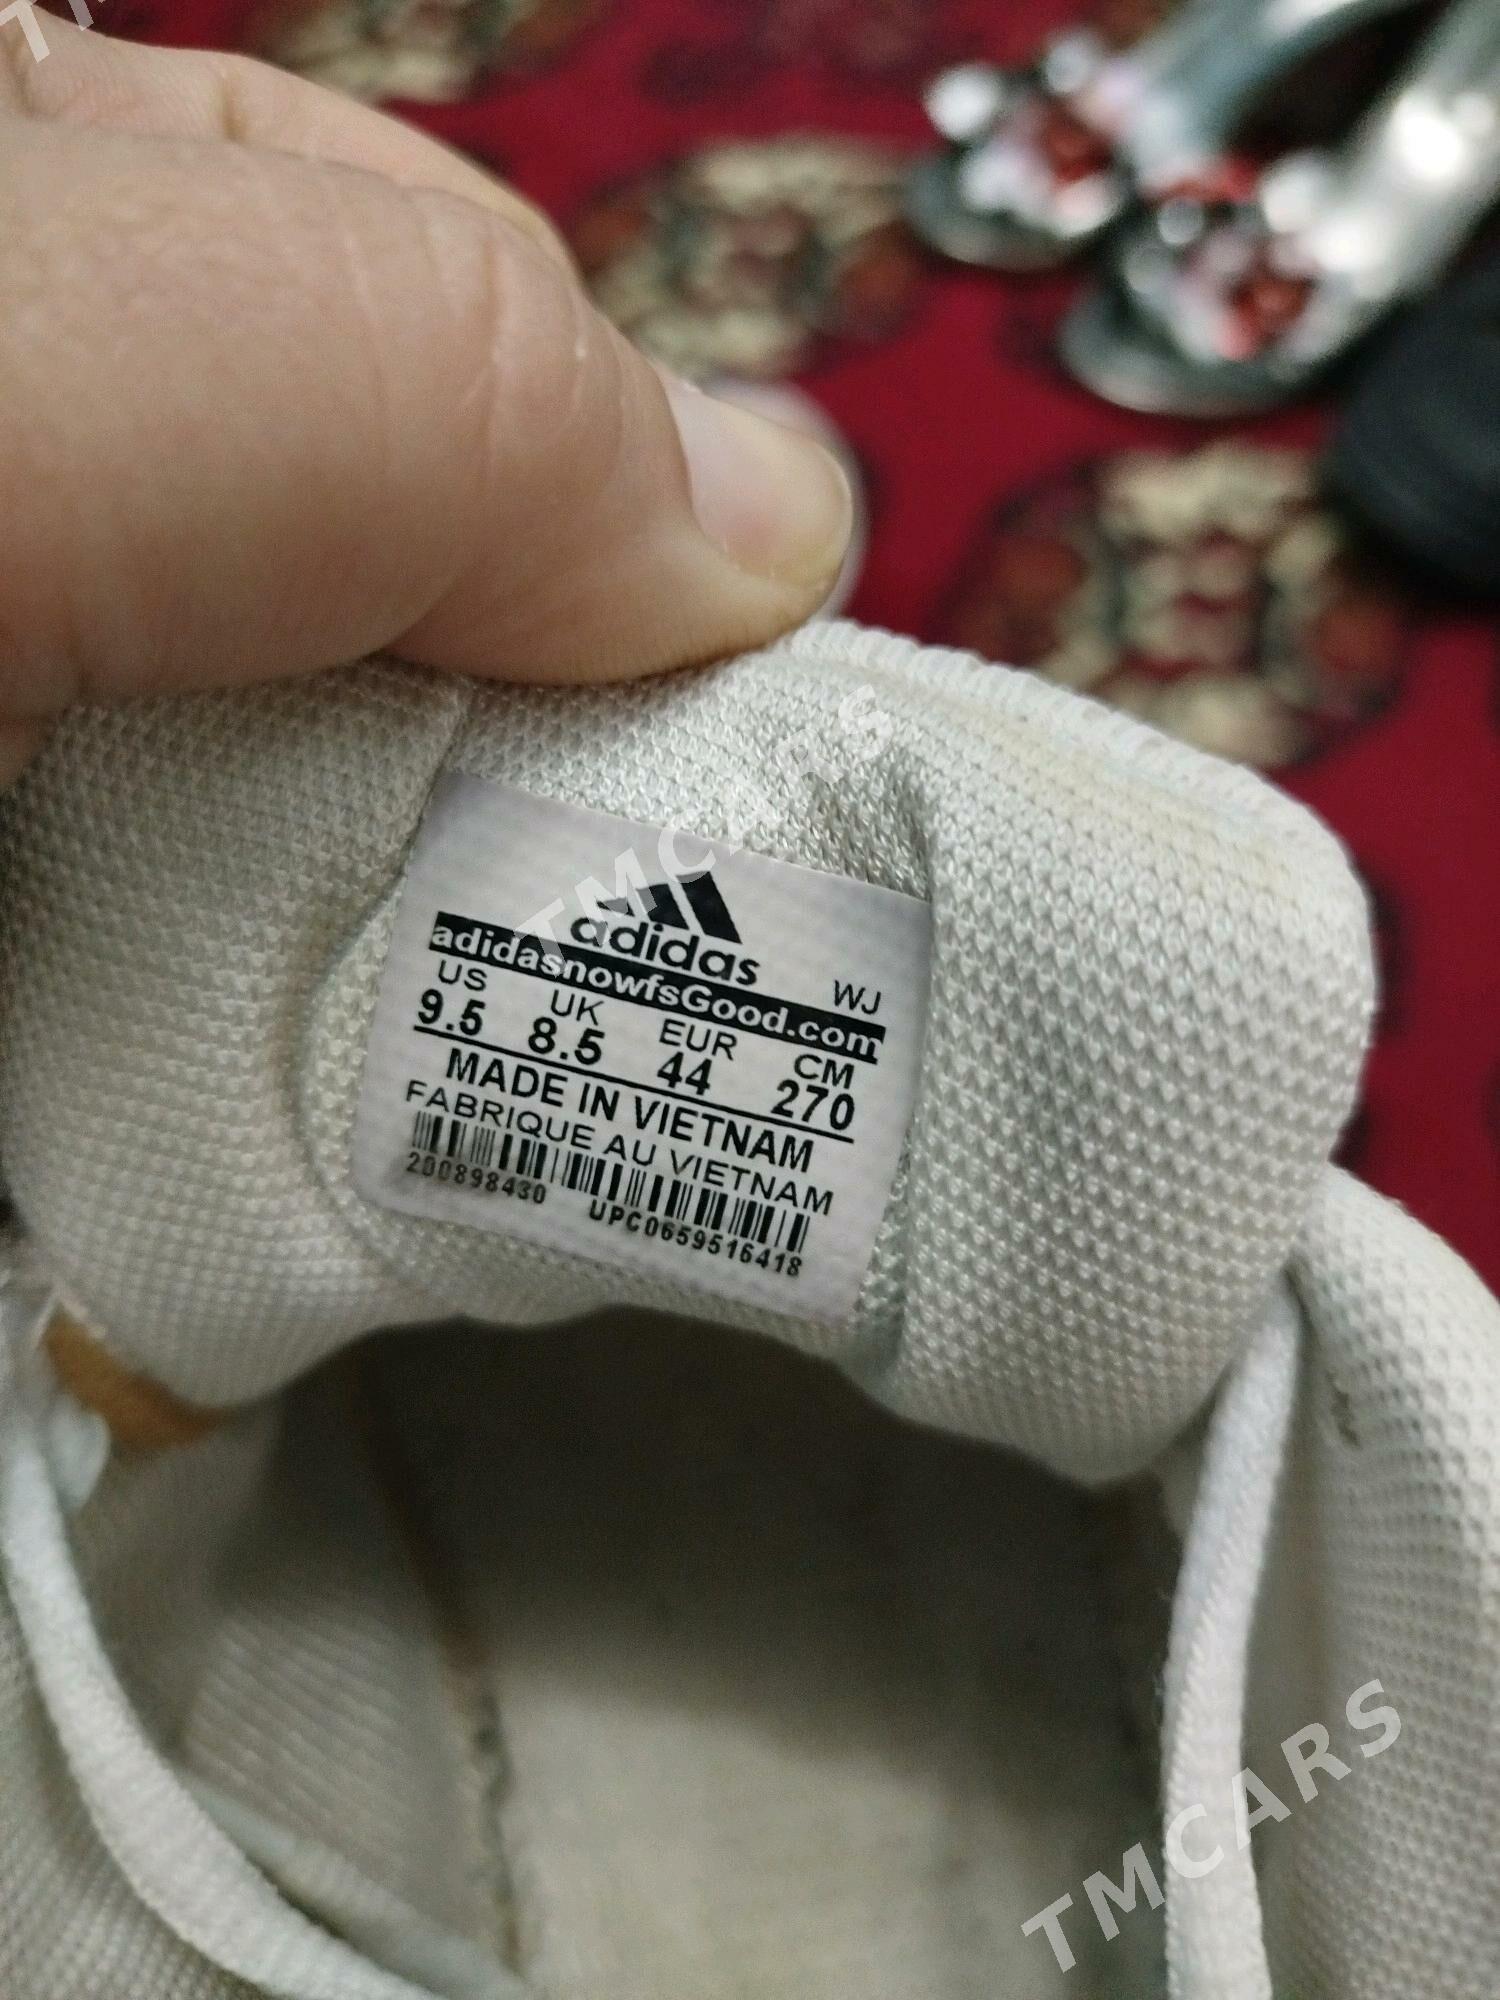 adidas
adidasnowfsGood.com
WJ
US UK EUR CM
9.5 8.5 44 270
MADE IN VIETNAM
FABRIQUE AU VIETNAM
200898430 UPC0659516418
TMCARS
TMCARS